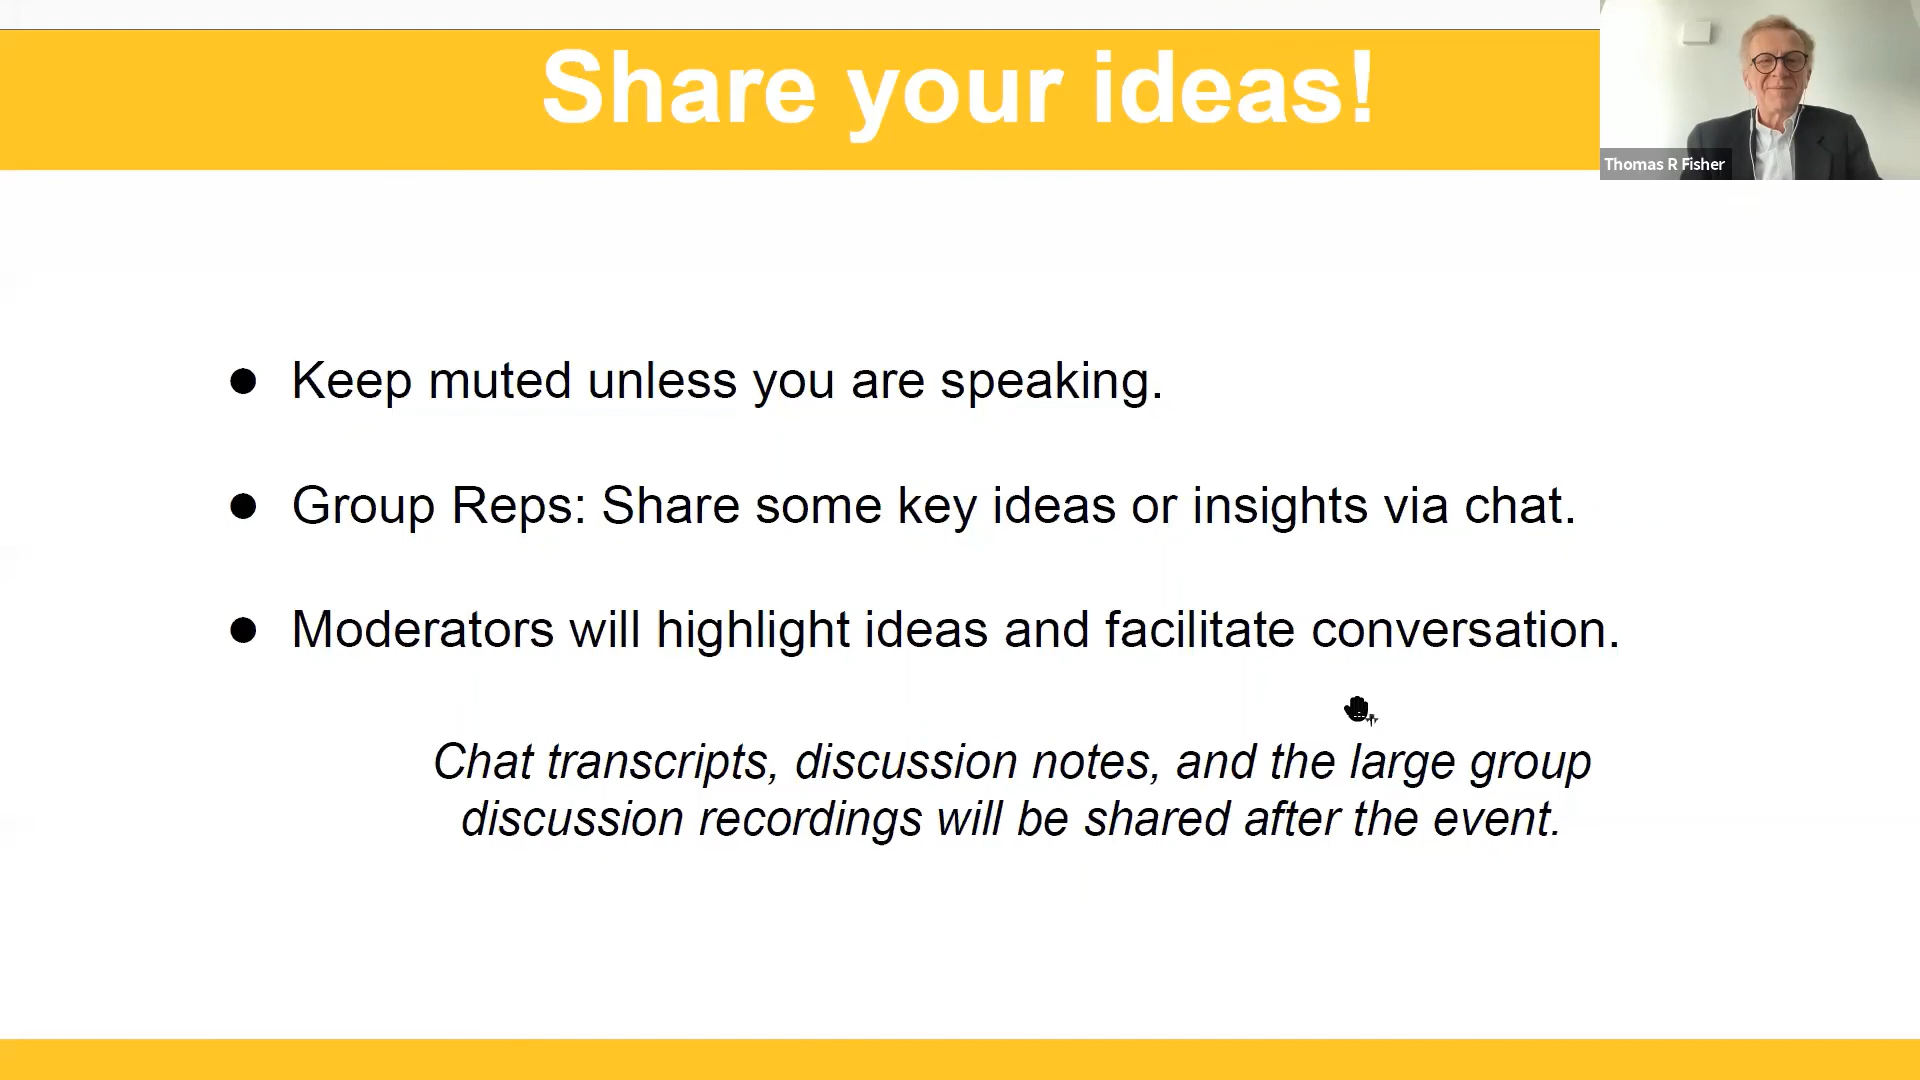 Share your ideas!
Thomas R Fisher
● Keep muted unless you are speaking.
● Group Reps: Share some key ideas or insights via chat.
● Moderators will highlight ideas and facilitate conversation.
Chat transcripts, discussion notes, and the large group
discussion recordings will be shared after the event.